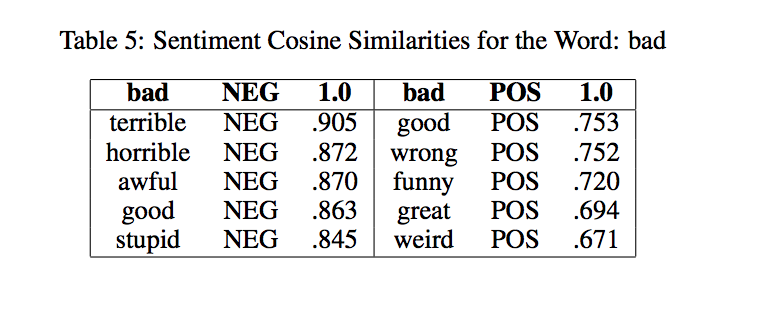 Table 5: Sentiment Cosine Similarities for the Word: bad
bad NEG 1.0 bad POS 1.0
terrible NEG .905 good POS .753
horrible NEG .872 wrong POS .752
awful NEG .870 funny POS .720
good NEG .863 great POS .694
stupid NEG .845 weird POS .671